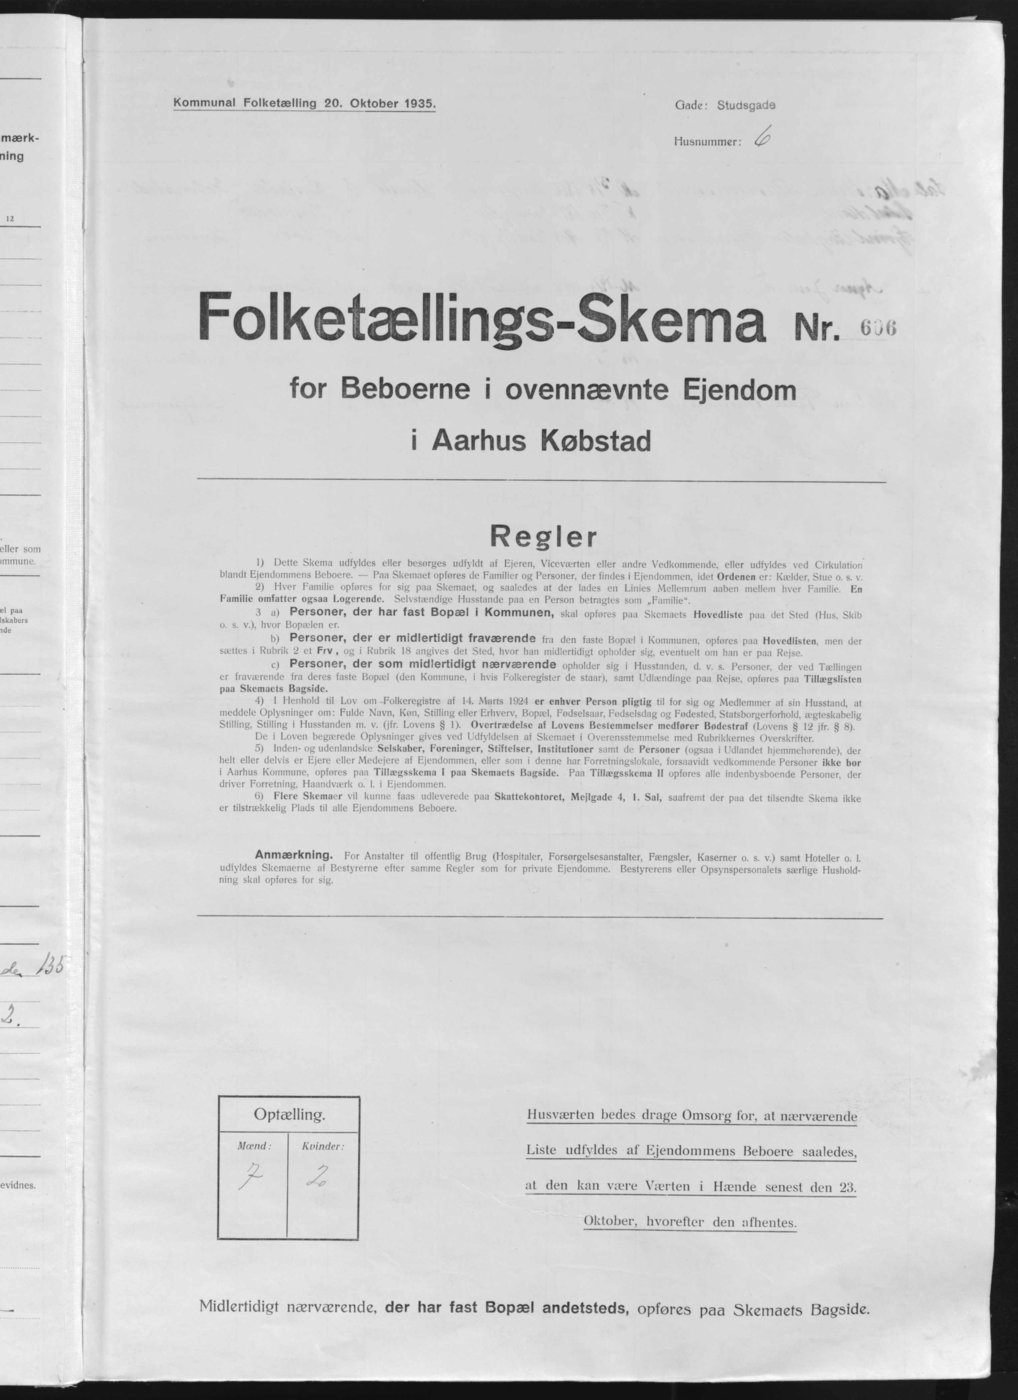 Kommunal Folketælling 20. Oktober 1935.
Gade: Studsgade
Husnummer: 6
Folketællings-Skema Nr. 606
for Beboerne i ovennævnte Ejendom
i Aarhus Købstad
Regler
1) Dette Skema udfyldes eller besørges udfyldt af Ejeren, Viceværten eller andre Vedkommende, eller udfyldes ved Cirkulation
blandt Ejendommens Beboere. — Paa Skemaet opføres de Familier og Personer, der findes i Ejendommen, idet Ordenen er: Kælder, Stue o. s. v.
2) Hver Familie opføres for sig paa Skemaet, og saaledes at der lades en Linies Mellemrum aaben mellem hver Familie. En
Familie omfatter ogsaa Logerende. Selvstændige Husstande paa en Person betragtes som „Familie".
3 a) Personer, der har fast Bopæl i Kommunen, skal opføres paa Skemaets Hovedliste paa det Sted (Hus, Skib
o. s. v.), hvor Bopælen er.
b) Personer, der er midlertidigt fraværende fra den faste Bopæl i Kommunen, opføres paa Hovedlisten, men der
sættes i Rubrik 2 et Frv, og i Rubrik 18 angives det Sted, hvor han midlertidigt opholder sig, eventuelt om han er paa Rejse.
c) Personer, der som midlertidigt nærværende opholder sig i Husstanden, d. v. s. Personer, der ved Tællingen
er fraværende fra deres faste Bopæl (den Kommune, i hvis Folkeregister de staar), samt Udlændinge paa Rejse, opføres paa Tillægslisten
paa Skemaets Bagside.
4) I Henhold til Lov om Folkeregistre af 14. Marts 1924 er enhver Person pligtig til for sig og Medlemmer af sin Husstand, at
meddele Oplysninger om: Fulde Navn, Køn, Stilling eller Erhverv, Bopæl, Fødselsaar, Fødselsdag og Fødested, Statsborgerforhold, ægteskabelig
Stilling, Stilling i Husstanden m. v. (jfr. Lovens § 1). Overtrædelse af Lovens Bestemmelser medfører Bødestraf (Lovens § 12 jfr. § 8).
De i Loven begærede Oplysninger gives ved Udfyldelsen af Skemaet i Overensstemmelse med Rubrikkernes Overskrifter.
5) Inden- og udenlandske Selskaber, Foreninger, Stiftelser, Institutioner samt de Personer (ogsaa i Udlandet hjemmehørende), der
helt eller delvis er Ejere eller Medejere af Ejendommen, eller som i denne har Forretningslokale, forsaavidt vedkommende Personer ikke bor
i Aarhus Kommune, opføres paa Tillægsskema I paa Skemaets Bagside. Paa Tillægsskema II opføres alle indenbysboende Personer, der
driver Forretning, Haandværk o. l. i Ejendommen.
6) Flere Skemaer vil kunne faas udleverede paa Skattekontoret, Mejlgade 4, 1. Sal, saafremt der paa det tilsendte Skema ikke
er tilstrækkelig Plads til alle Ejendommens Beboere.
Anmærkning. For Anstalter til offentlig Brug (Hospitaler, Forsørgelsesanstalter, Fængsler, Kaserner o. s. v.) samt Hoteller o. l.
udfyldes Skemaerne af Bestyrerne efter samme Regler som for private Ejendomme. Bestyrerens eller Opsynspersonalets særlige Hushold-
ning skal opføres for sig.
Optælling.
Mænd: Kvinder:
7 2
Husværten bedes drage Omsorg for, at nærværende
Liste udfyldes af Ejendommens Beboere saaledes,
at den kan være Værten i Hænde senest den 23.
Oktober, hvorefter den afhentes.
Midlertidigt nærværende, der har fast Bopæl andetsteds, opføres paa Skemaets Bagside.
mærk-
ning
12
eller som
ommune.
el paa
lskabers
nde
den 135
2.
evidnes.